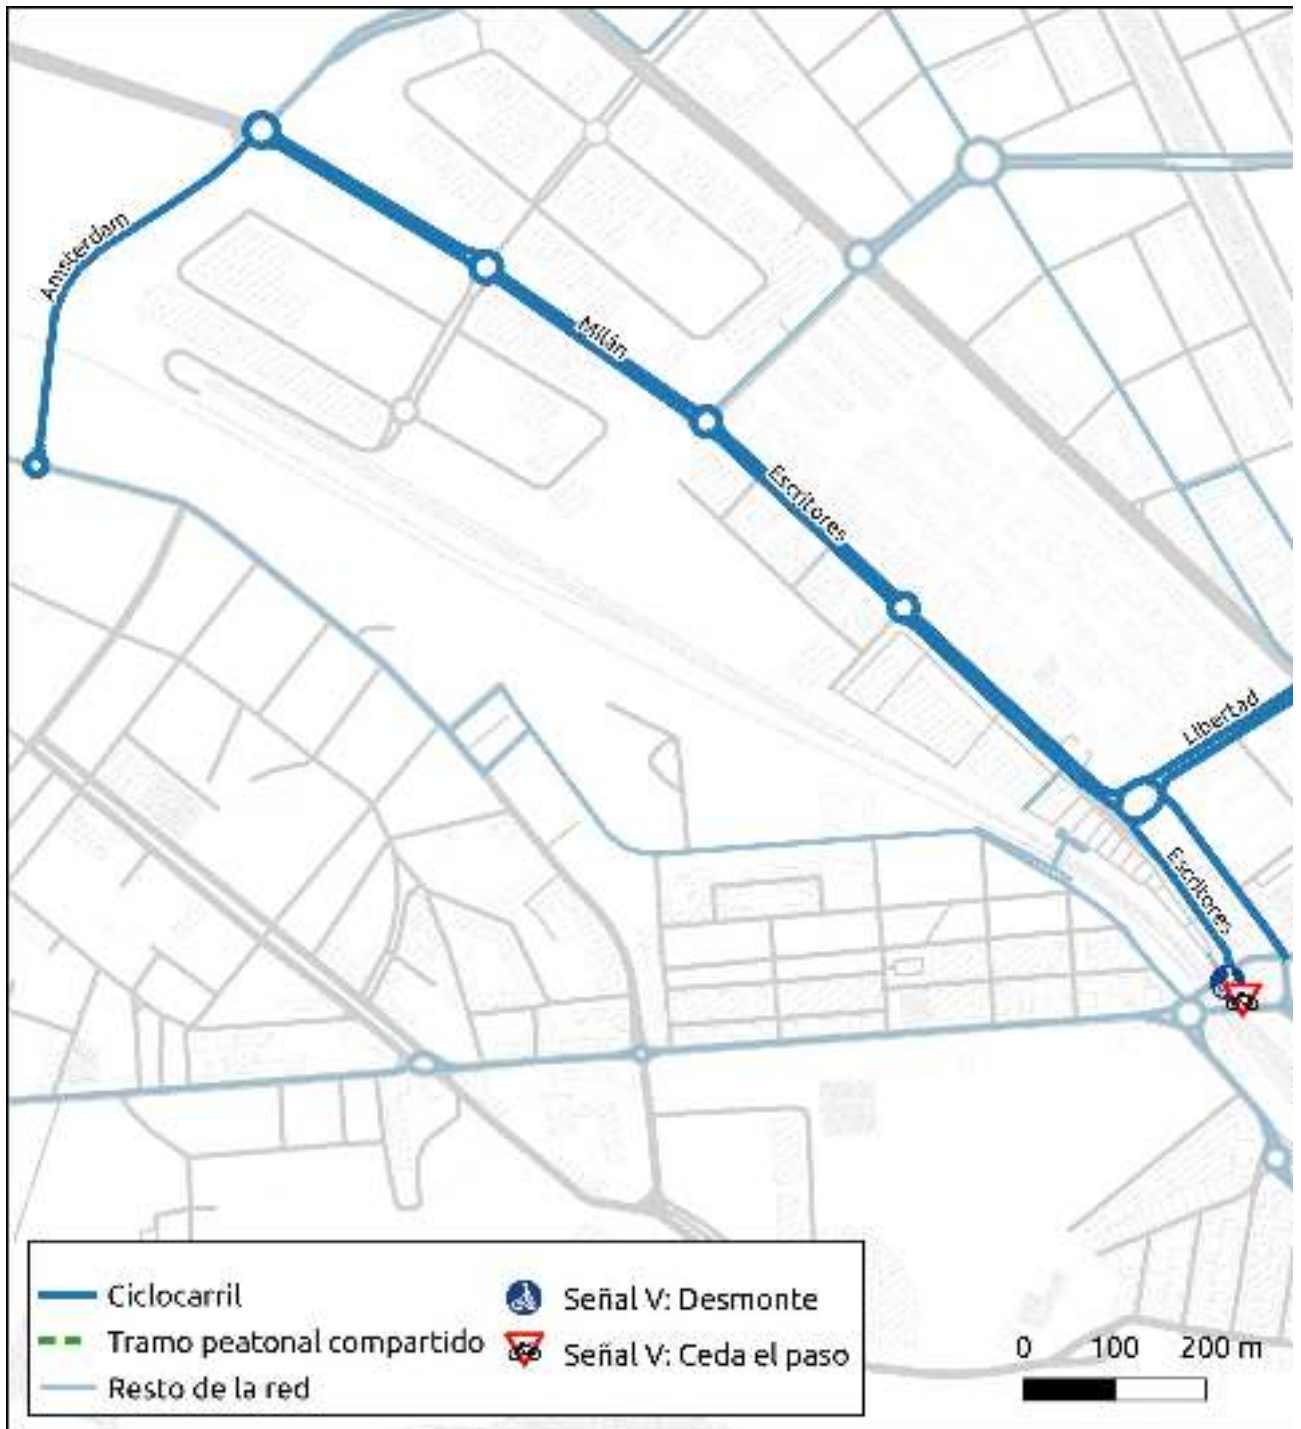 Amsterdam
Milán
Escritores
Libertad
Escritores
Ciclocarril
Tramo peatonal compartido
Resto de la red
Señal V: Desmonte
Señal V: Ceda el paso
0 100 200 m